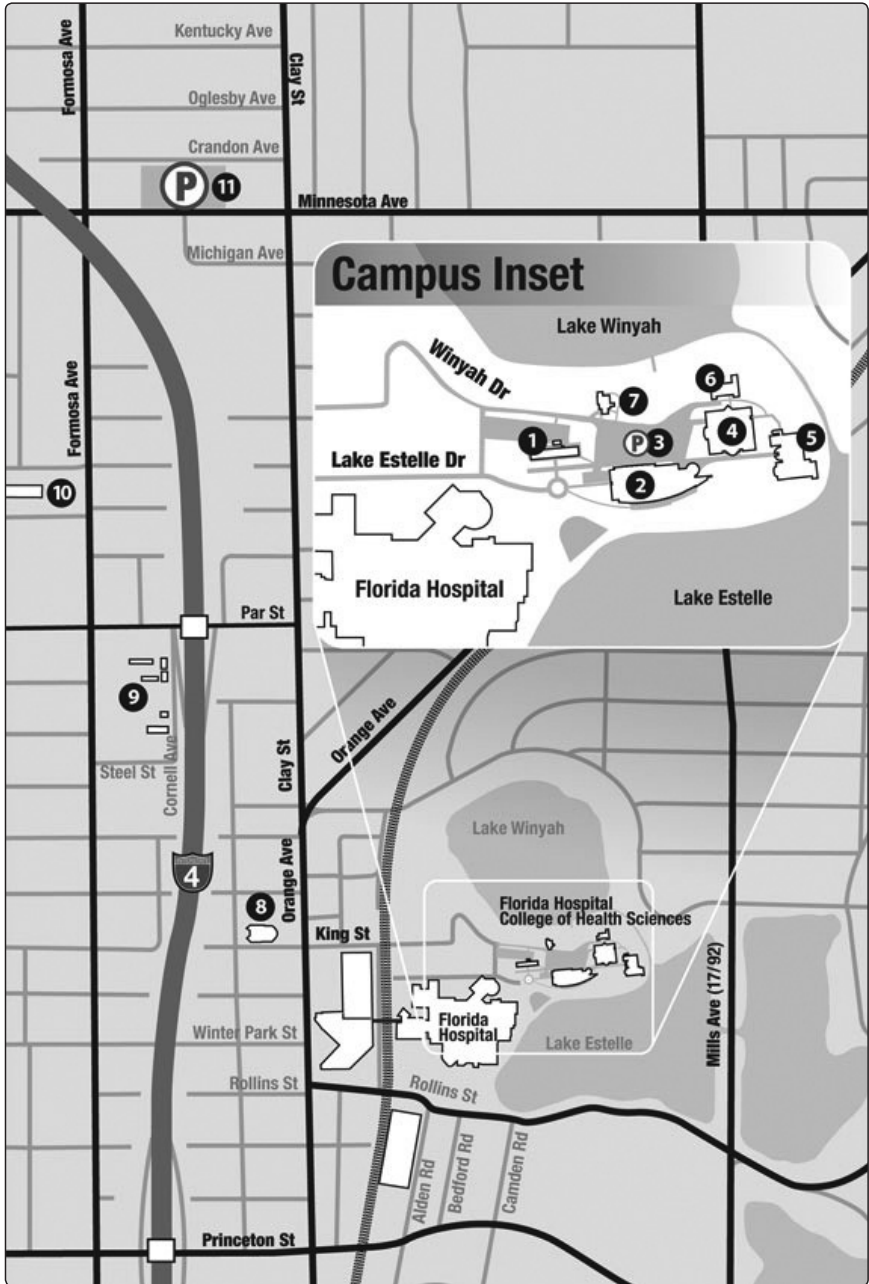 Kentucky Ave
Formosa Ave
Clay St
Oglesby Ave
Crandon Ave
P 11
Minnesota Ave
Michigan Ave
Campus Inset
Lake Winyah
Winyah Dr
6
7
Formosa Ave
1
P 3
4
5
Lake Estelle Dr
2
10
Florida Hospital
Lake Estelle
Par St
9
Orange Ave
Clay St
Steel St
Cornell Ave
Lake Winyah
4
8
Orange Ave
Florida Hospital
College of Health Sciences
King St
Mills Ave (17/92)
Florida
Hospital
Winter Park St
Lake Estelle
Rollins St
Rollins St
Alden Rd
Bedford Rd
Camden Rd
Princeton St